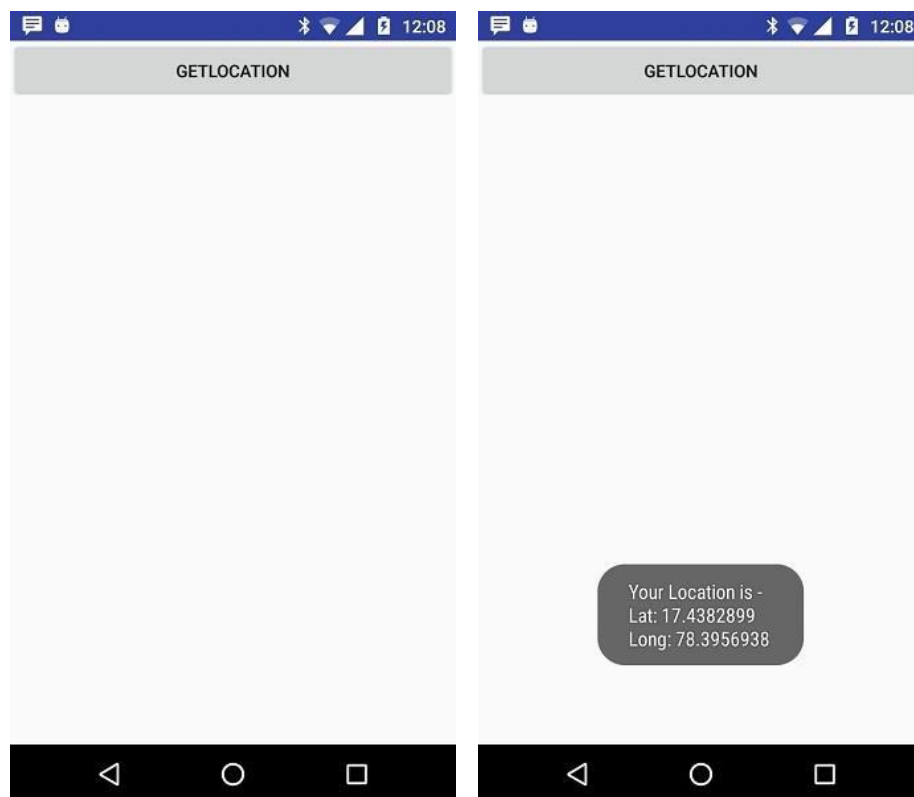 12:08
GETLOCATION
12:08
GETLOCATION
Your Location is -
Lat: 17.4382899
Long: 78.3956938